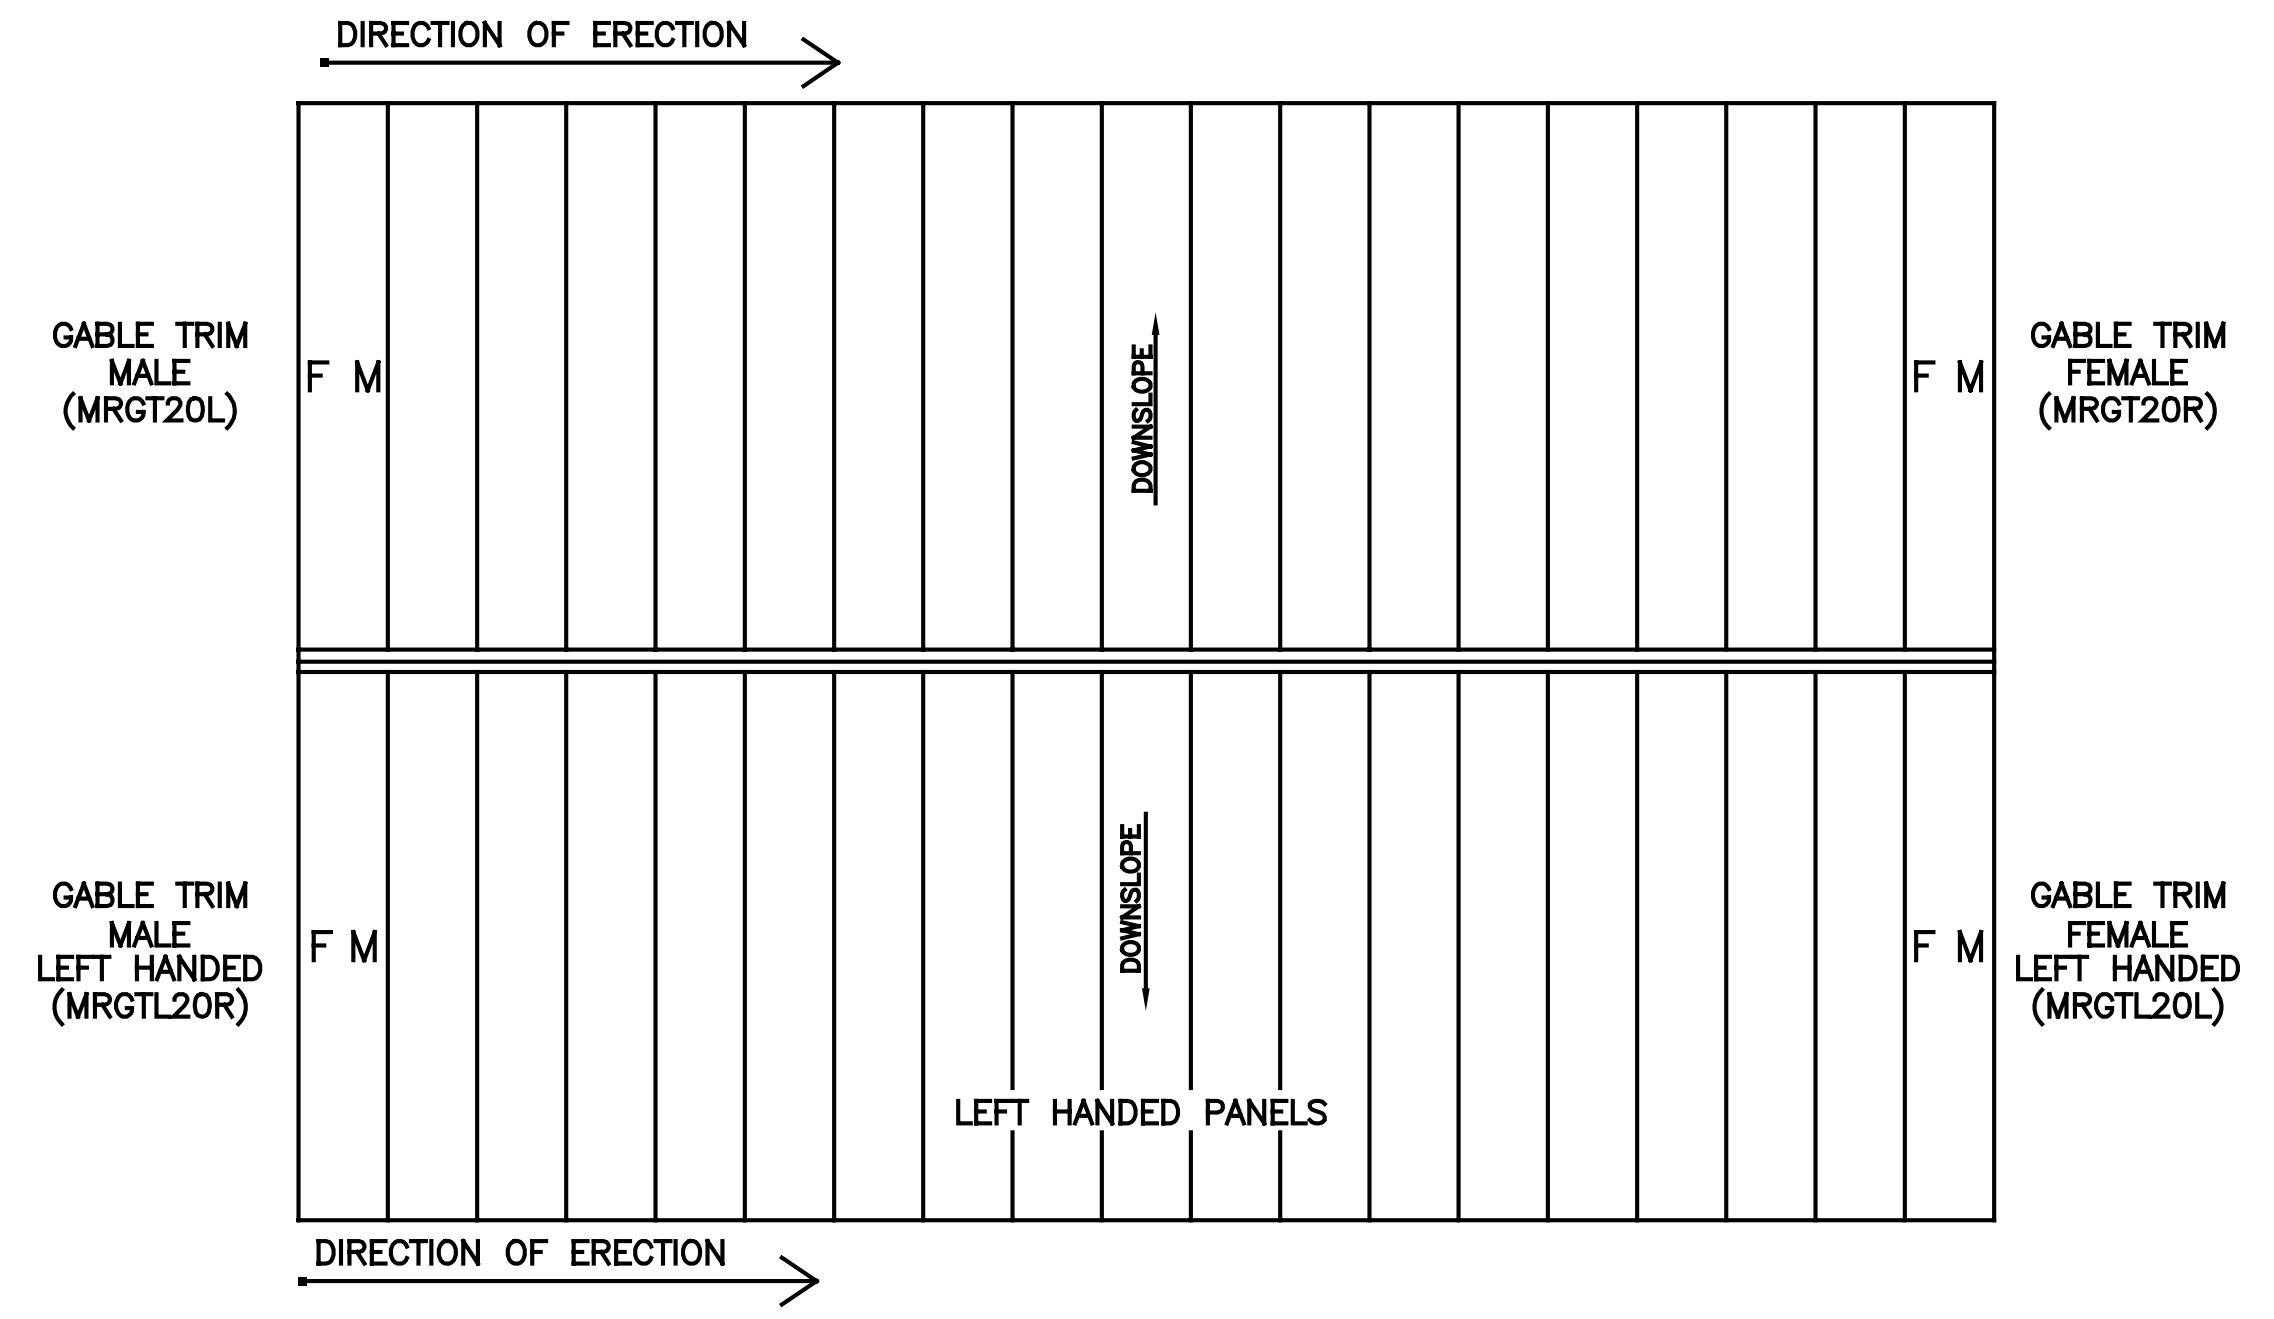 DIRECTION OF ERECTION
GABLE TRIM
MALE
(MRGT20L)
F M
DOWNSLOPE
F M
GABLE TRIM
FEMALE
(MRGT20R)
GABLE TRIM
MALE
LEFT HANDED
(MRGTL20R)
F M
DOWNSLOPE
F M
GABLE TRIM
FEMALE
LEFT HANDED
(MRGTL20L)
LEFT HANDED PANELS
DIRECTION OF ERECTION